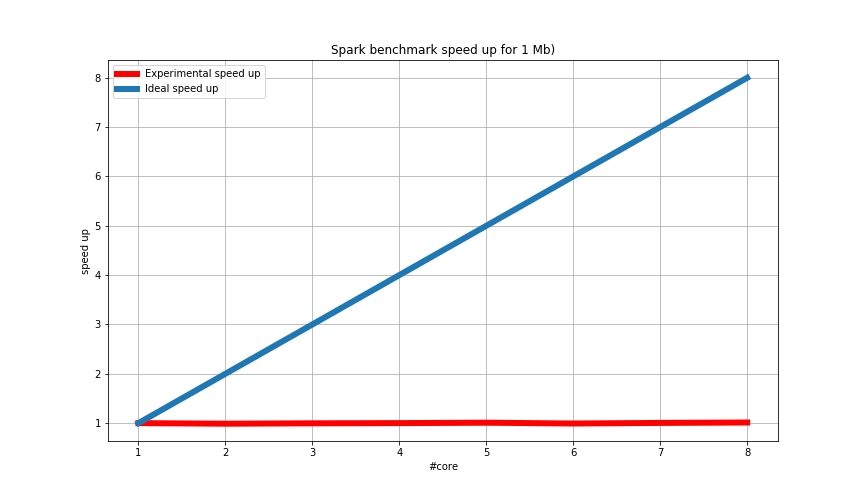 Spark benchmark speed up for 1 Mb)
Experimental speed up
Ideal speed up
speed up
8
7
6
5
4
3
2
1
1 2 3 4 5 6 7 8
#core